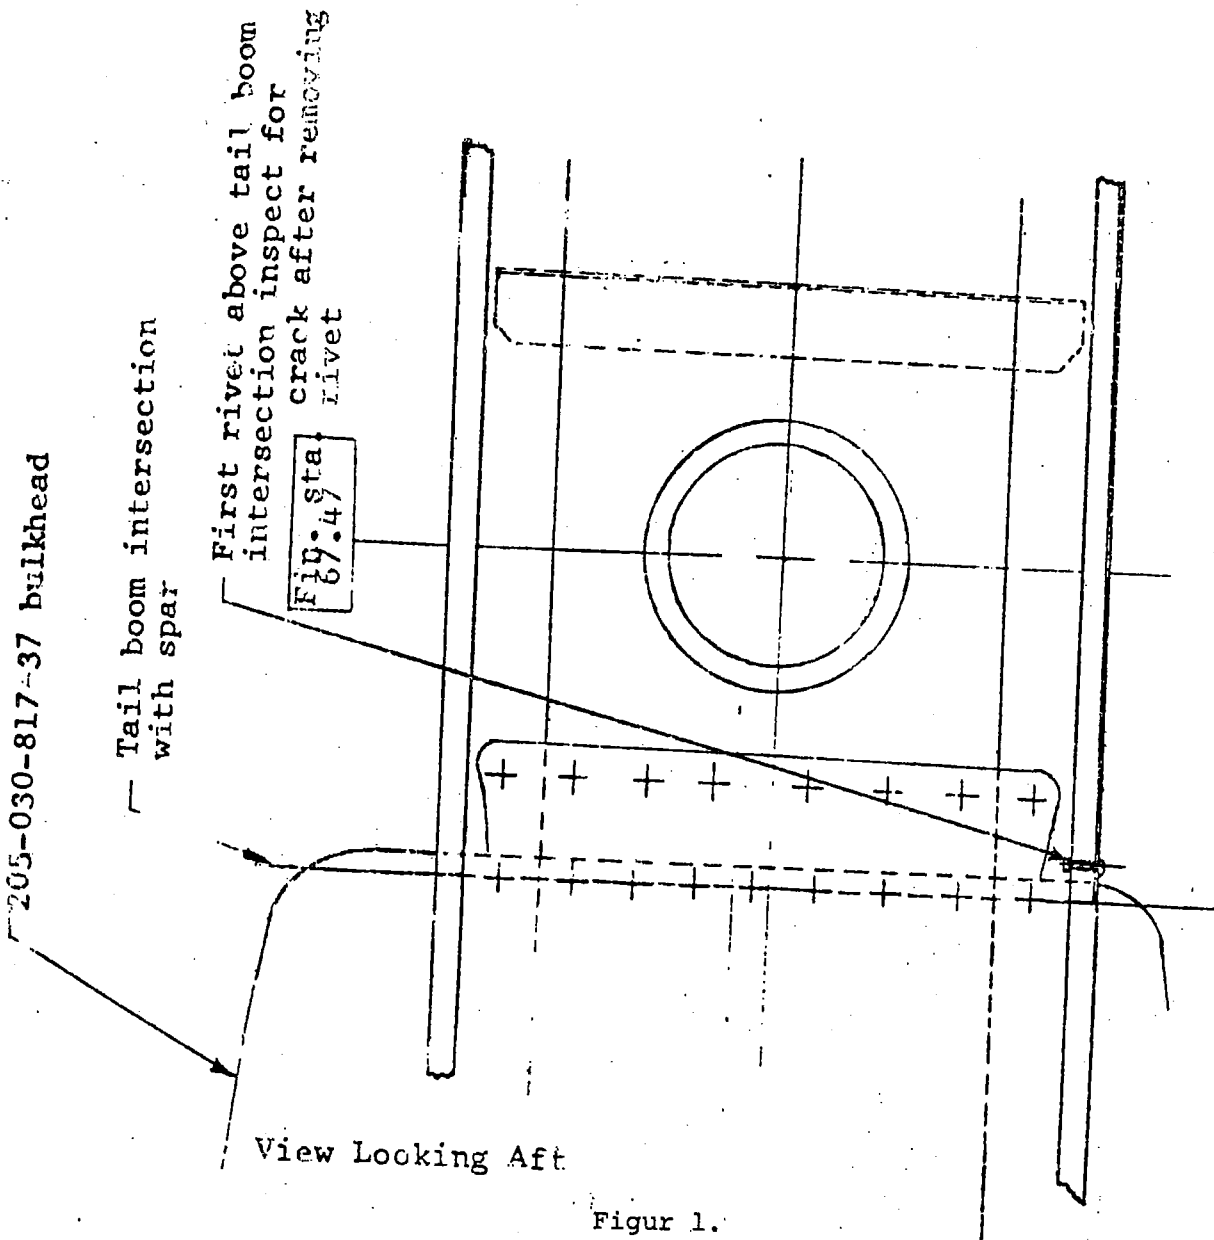 205-030-817-37 bulkhead
Tail boom intersection
with spar
First rivet above tail boom
intersection inspect for
crack after removing
rivet
Fin. sta.
67.47
View Looking Aft
Figur 1.